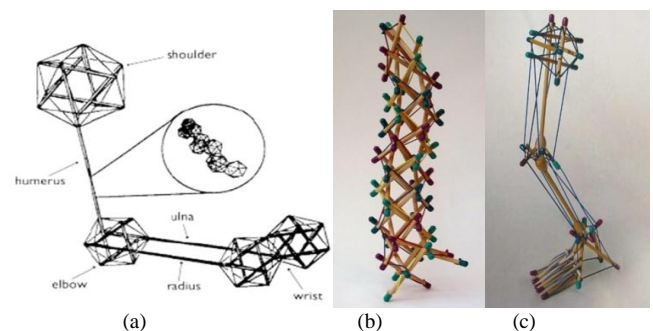 shoulder
humerus
ulna
elbow
radius
wrist
(a)
(b)
(c)